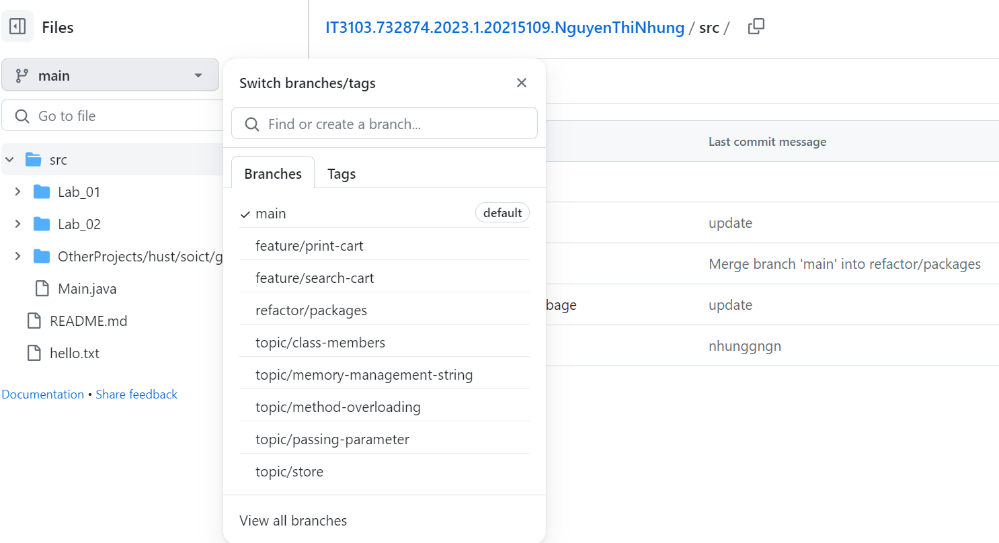 Files
IT3103.732874.2023.1.20215109.NguyenThiNhung / src /
main
Go to file
src
Lab_01
Lab_02
OtherProjects/hust/soict/g
Main.java
README.md
hello.txt
Documentation • Share feedback
Switch branches/tags
Find or create a branch...
Branches Tags
main default
feature/print-cart
feature/search-cart
refactor/packages
topic/class-members
topic/memory-management-string
topic/method-overloading
topic/passing-parameter
topic/store
View all branches
Last commit message
update
Merge branch 'main' into refactor/packages
bage update
nhunggngn